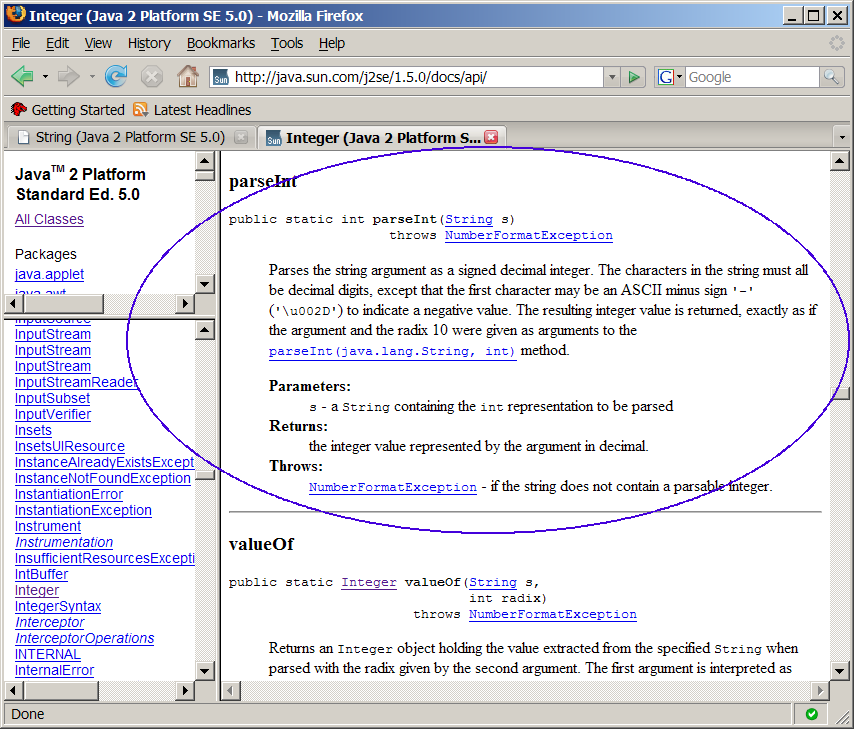 Integer (Java 2 Platform SE 5.0) - Mozilla Firefox
File Edit View History Bookmarks Tools Help
Sun http://java.sun.com/j2se/1.5.0/docs/api/ G Google
Getting Started Latest Headlines
String (Java 2 Platform SE 5.0) Sun Integer (Java 2 Platform S...
Java™ 2 Platform
Standard Ed. 5.0
All Classes
Packages
java.applet
java.awt
InputSource
InputStream
InputStream
InputStream
InputStreamReader
InputSubset
InputVerifier
Insets
InsetsUIResource
InstanceAlreadyExistsExcept
InstanceNotFoundException
InstantiationError
InstantiationException
Instrument
Instrumentation
InsufficientResourcesExcepti
IntBuffer
Integer
IntegerSyntax
Interceptor
InterceptorOperations
INTERNAL
InternalError
parseInt
public static int parseInt(String s)
throws NumberFormatException
Parses the string argument as a signed decimal integer. The characters in the string must all
be decimal digits, except that the first character may be an ASCII minus sign '-'
('\u002D') to indicate a negative value. The resulting integer value is returned, exactly as if
the argument and the radix 10 were given as arguments to the
parseInt(java.lang.String, int) method.
Parameters:
s - a String containing the int representation to be parsed
Returns:
the integer value represented by the argument in decimal.
Throws:
NumberFormatException - if the string does not contain a parsable integer.
valueOf
public static Integer valueOf(String s,
int radix)
throws NumberFormatException
Returns an Integer object holding the value extracted from the specified String when
parsed with the radix given by the second argument. The first argument is interpreted as
Done